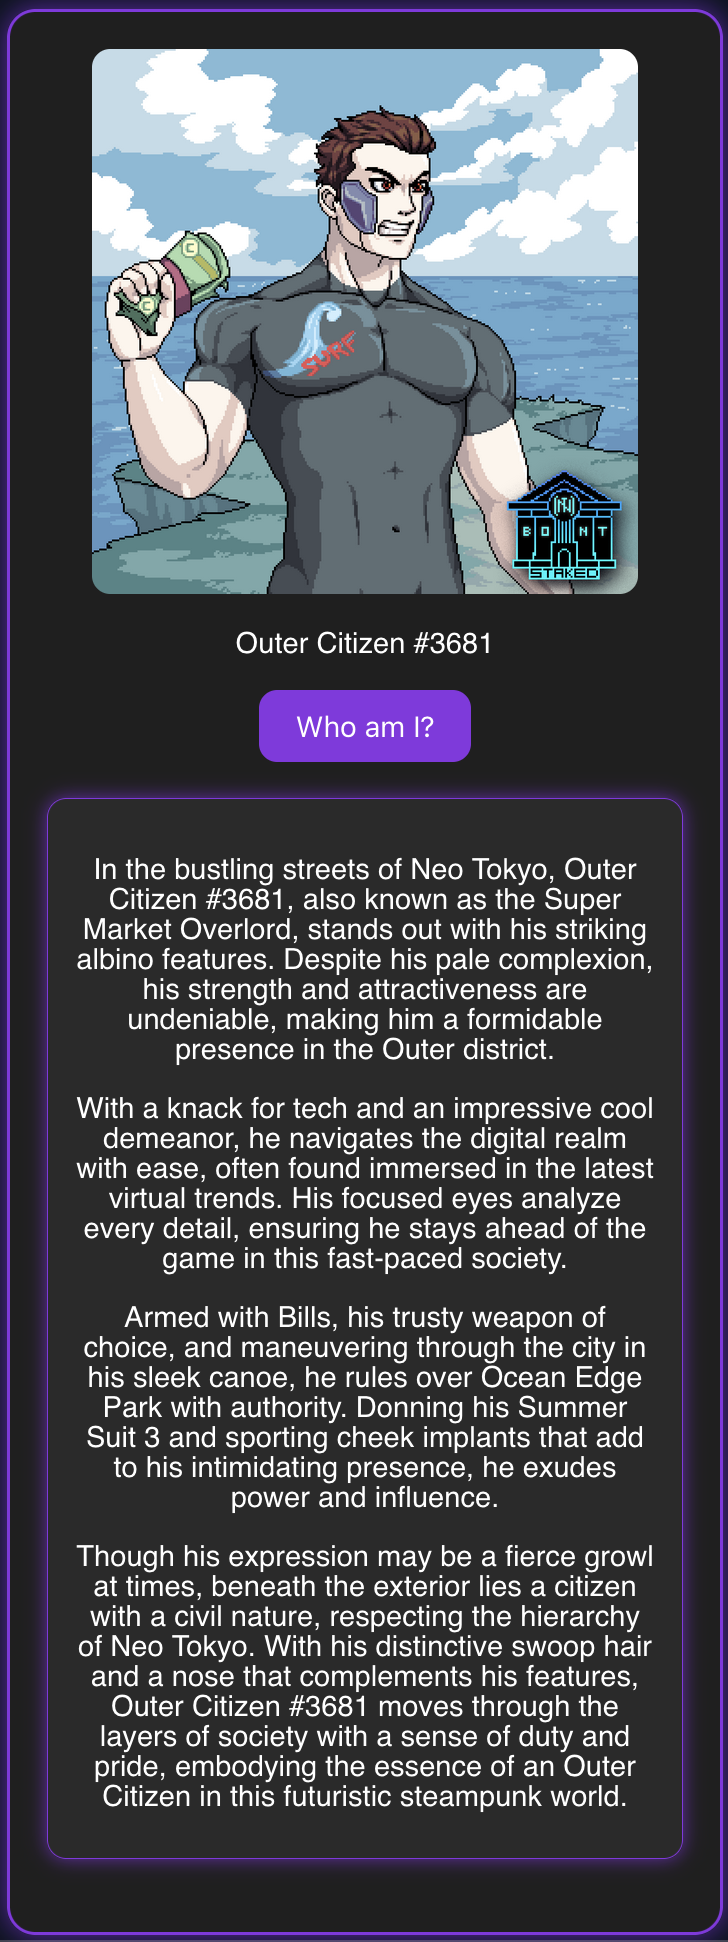 C
C
SURF
N
B O N T
STAKED
Outer Citizen #3681
Who am I?
In the bustling streets of Neo Tokyo, Outer
Citizen #3681, also known as the Super
Market Overlord, stands out with his striking
albino features. Despite his pale complexion,
his strength and attractiveness are
undeniable, making him a formidable
presence in the Outer district.
With a knack for tech and an impressive cool
demeanor, he navigates the digital realm
with ease, often found immersed in the latest
virtual trends. His focused eyes analyze
every detail, ensuring he stays ahead of the
game in this fast-paced society.
Armed with Bills, his trusty weapon of
choice, and maneuvering through the city in
his sleek canoe, he rules over Ocean Edge
Park with authority. Donning his Summer
Suit 3 and sporting cheek implants that add
to his intimidating presence, he exudes
power and influence.
Though his expression may be a fierce growl
at times, beneath the exterior lies a citizen
with a civil nature, respecting the hierarchy
of Neo Tokyo. With his distinctive swoop hair
and a nose that complements his features,
Outer Citizen #3681 moves through the
layers of society with a sense of duty and
pride, embodying the essence of an Outer
Citizen in this futuristic steampunk world.